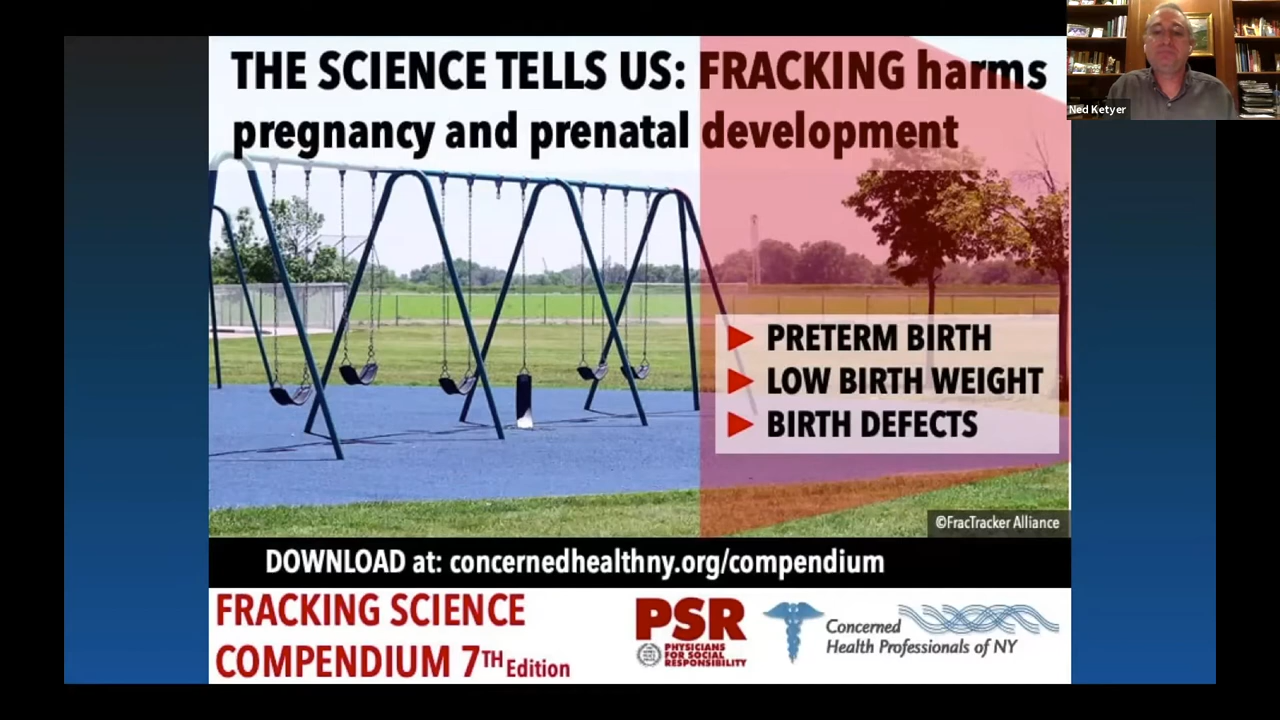 THE SCIENCE TELLS US: FRACKING harms
pregnancy and prenatal development
Ned Ketyer
PRETERM BIRTH
LOW BIRTH WEIGHT
BIRTH DEFECTS
©FracTracker Alliance
DOWNLOAD at: concernedhealthny.org/compendium
FRACKING SCIENCE
COMPENDIUM 7TH Edition
PSR
PHYSICIANS
FOR SOCIAL
RESPONSIBILITY
Concerned
Health Professionals of NY